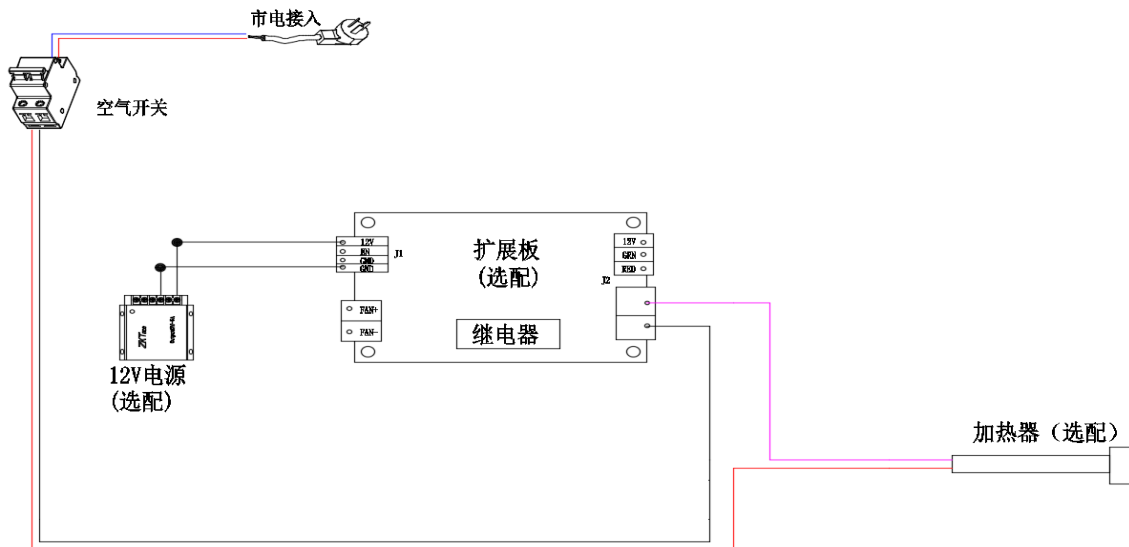 市电接入
空气开关
12V
EN
GND
GND
J1
扩展板
(选配)
12V
GRN
RED
J2
FAN+
FAN-
继电器
12V电源
(选配)
加热器（选配）